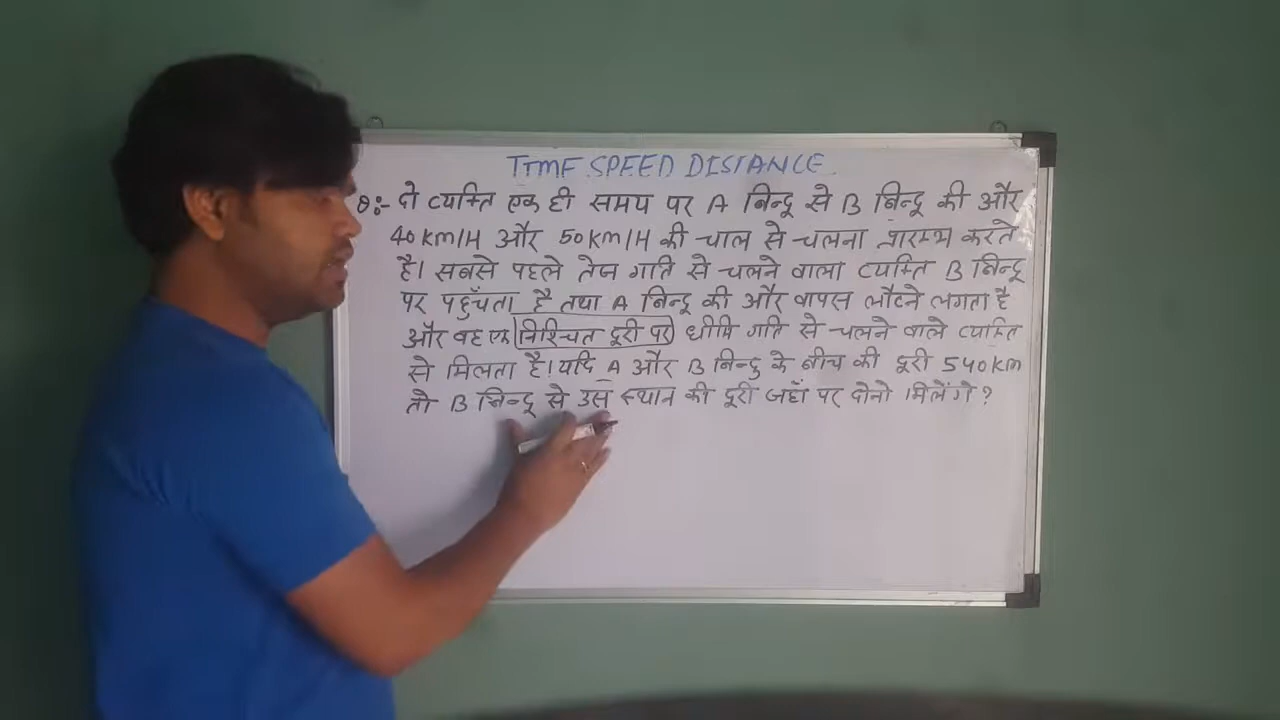 TIME SPEED DISTANCE
Q:- दो व्यक्ति एक ही समय पर A बिन्दू से B बिन्दू की और
40 km/H और 50 km/H की चाल से चलना प्रारम्भ करते
है। सबसे पहले तेज गति से चलने वाला व्यक्ति B बिन्दू
पर पहुँचता है तथा A बिन्दू की और वापस लौटने लगता है
और वह एक निश्चित दूरी पर धीमि गति से चलने वाले व्यक्ति
से मिलता है। यदि A और B बिन्दु के बीच की दूरी 540 km
तो B बिन्दू से उस स्थान की दूरी जहाँ पर दोनो मिलेंगे ?